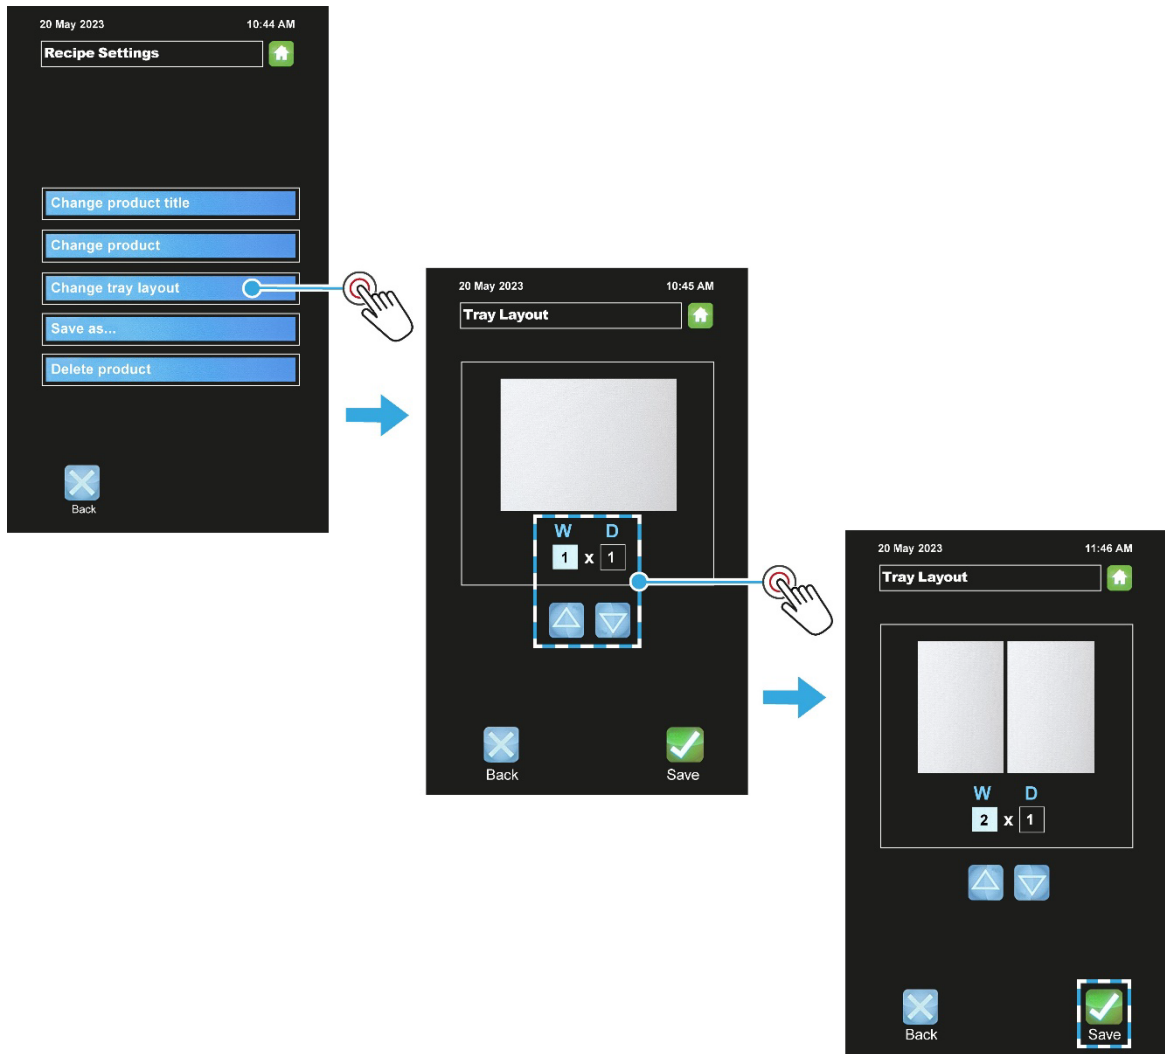 20 May 2023 10:44 AM
Recipe Settings
Change product title
Change product
Change tray layout
Save as...
Delete product
Back
20 May 2023 10:45 AM
Tray Layout
W D
1 x 1
Back Save
20 May 2023 11:46 AM
Tray Layout
W D
2 x 1
Back Save